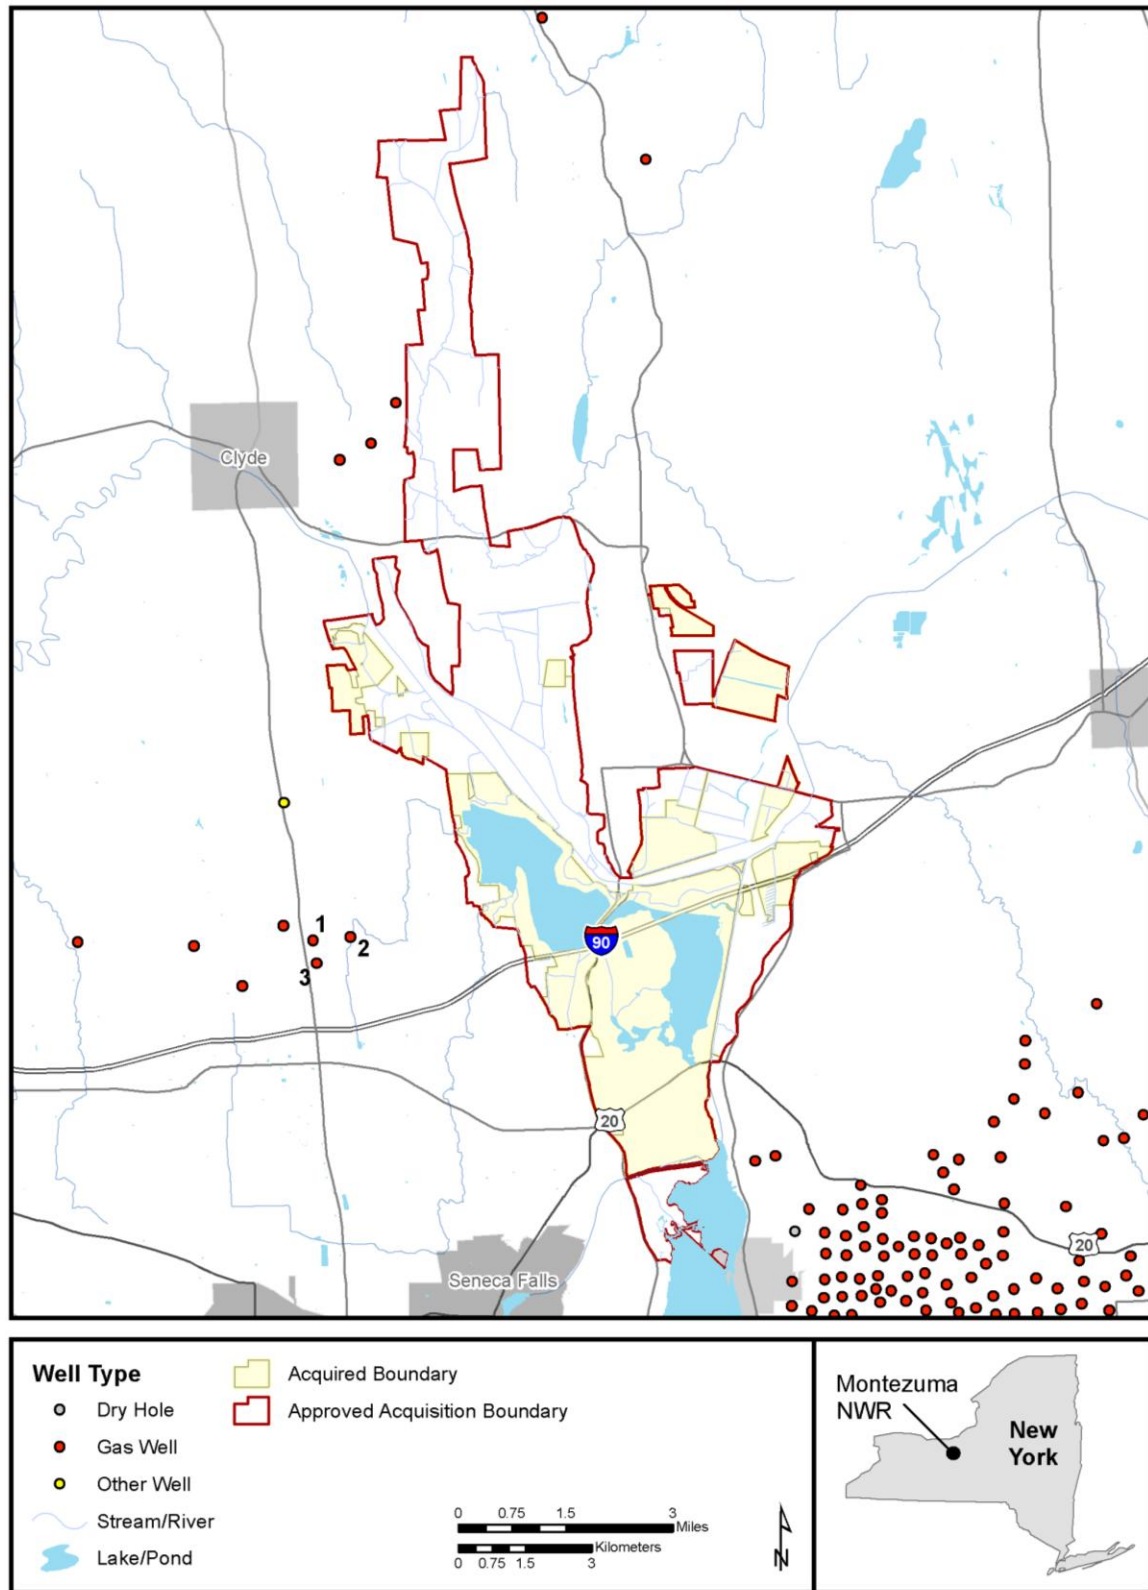 Clyde
1
2
3
90
20
20
Seneca Falls
Well Type
Dry Hole
Gas Well
Other Well
Stream/River
Lake/Pond
Acquired Boundary
Approved Acquisition Boundary
0 0.75 1.5 3
Miles
Kilometers
0 0.75 1.5 3
N
Montezuma
NWR
New
York